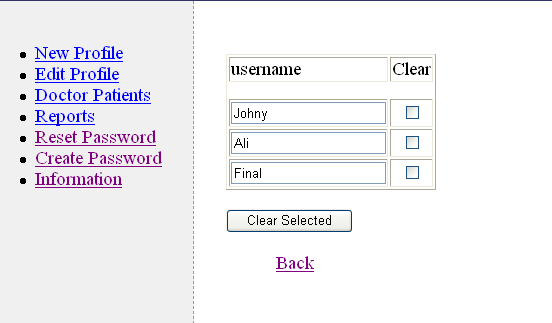 New Profile
Edit Profile
Doctor Patients
Reports
Reset Password
Create Password
Information
username Clear
Johny
Ali
Final
Clear Selected
Back